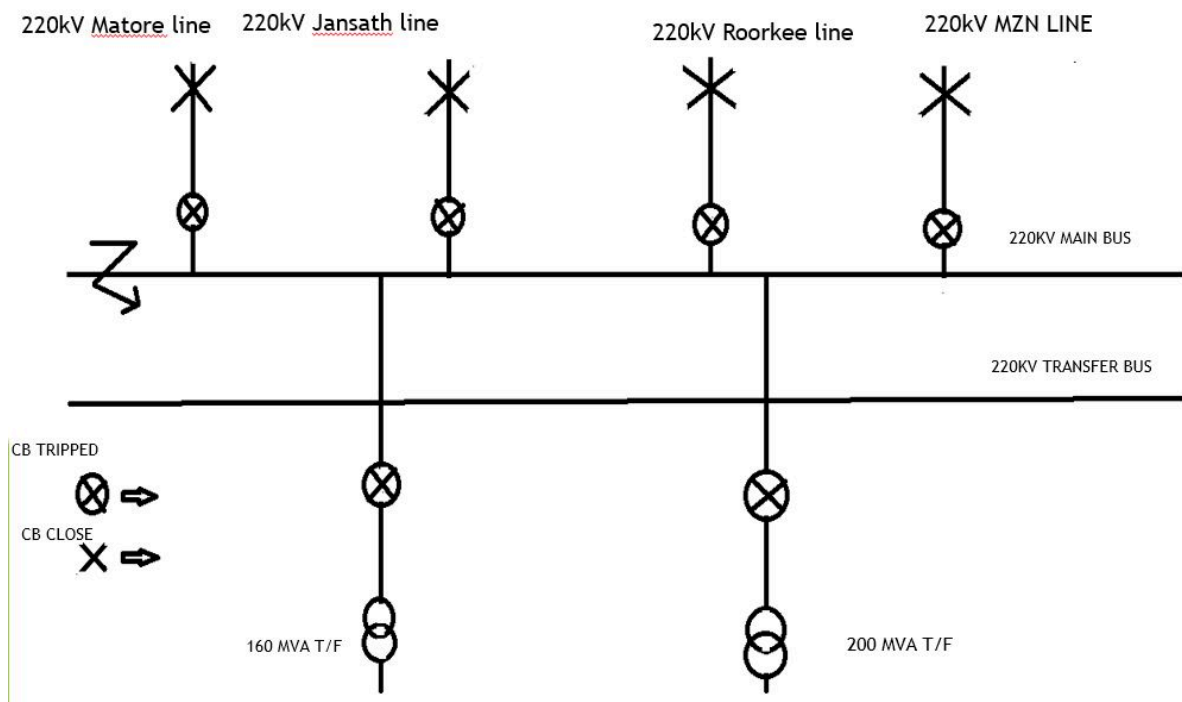 220kV Matore line
220kV Jansath line
220kV Roorkee line
220kV MZN LINE
220KV MAIN BUS
220KV TRANSFER BUS
CB TRIPPED
CB CLOSE
160 MVA T/F
200 MVA T/F